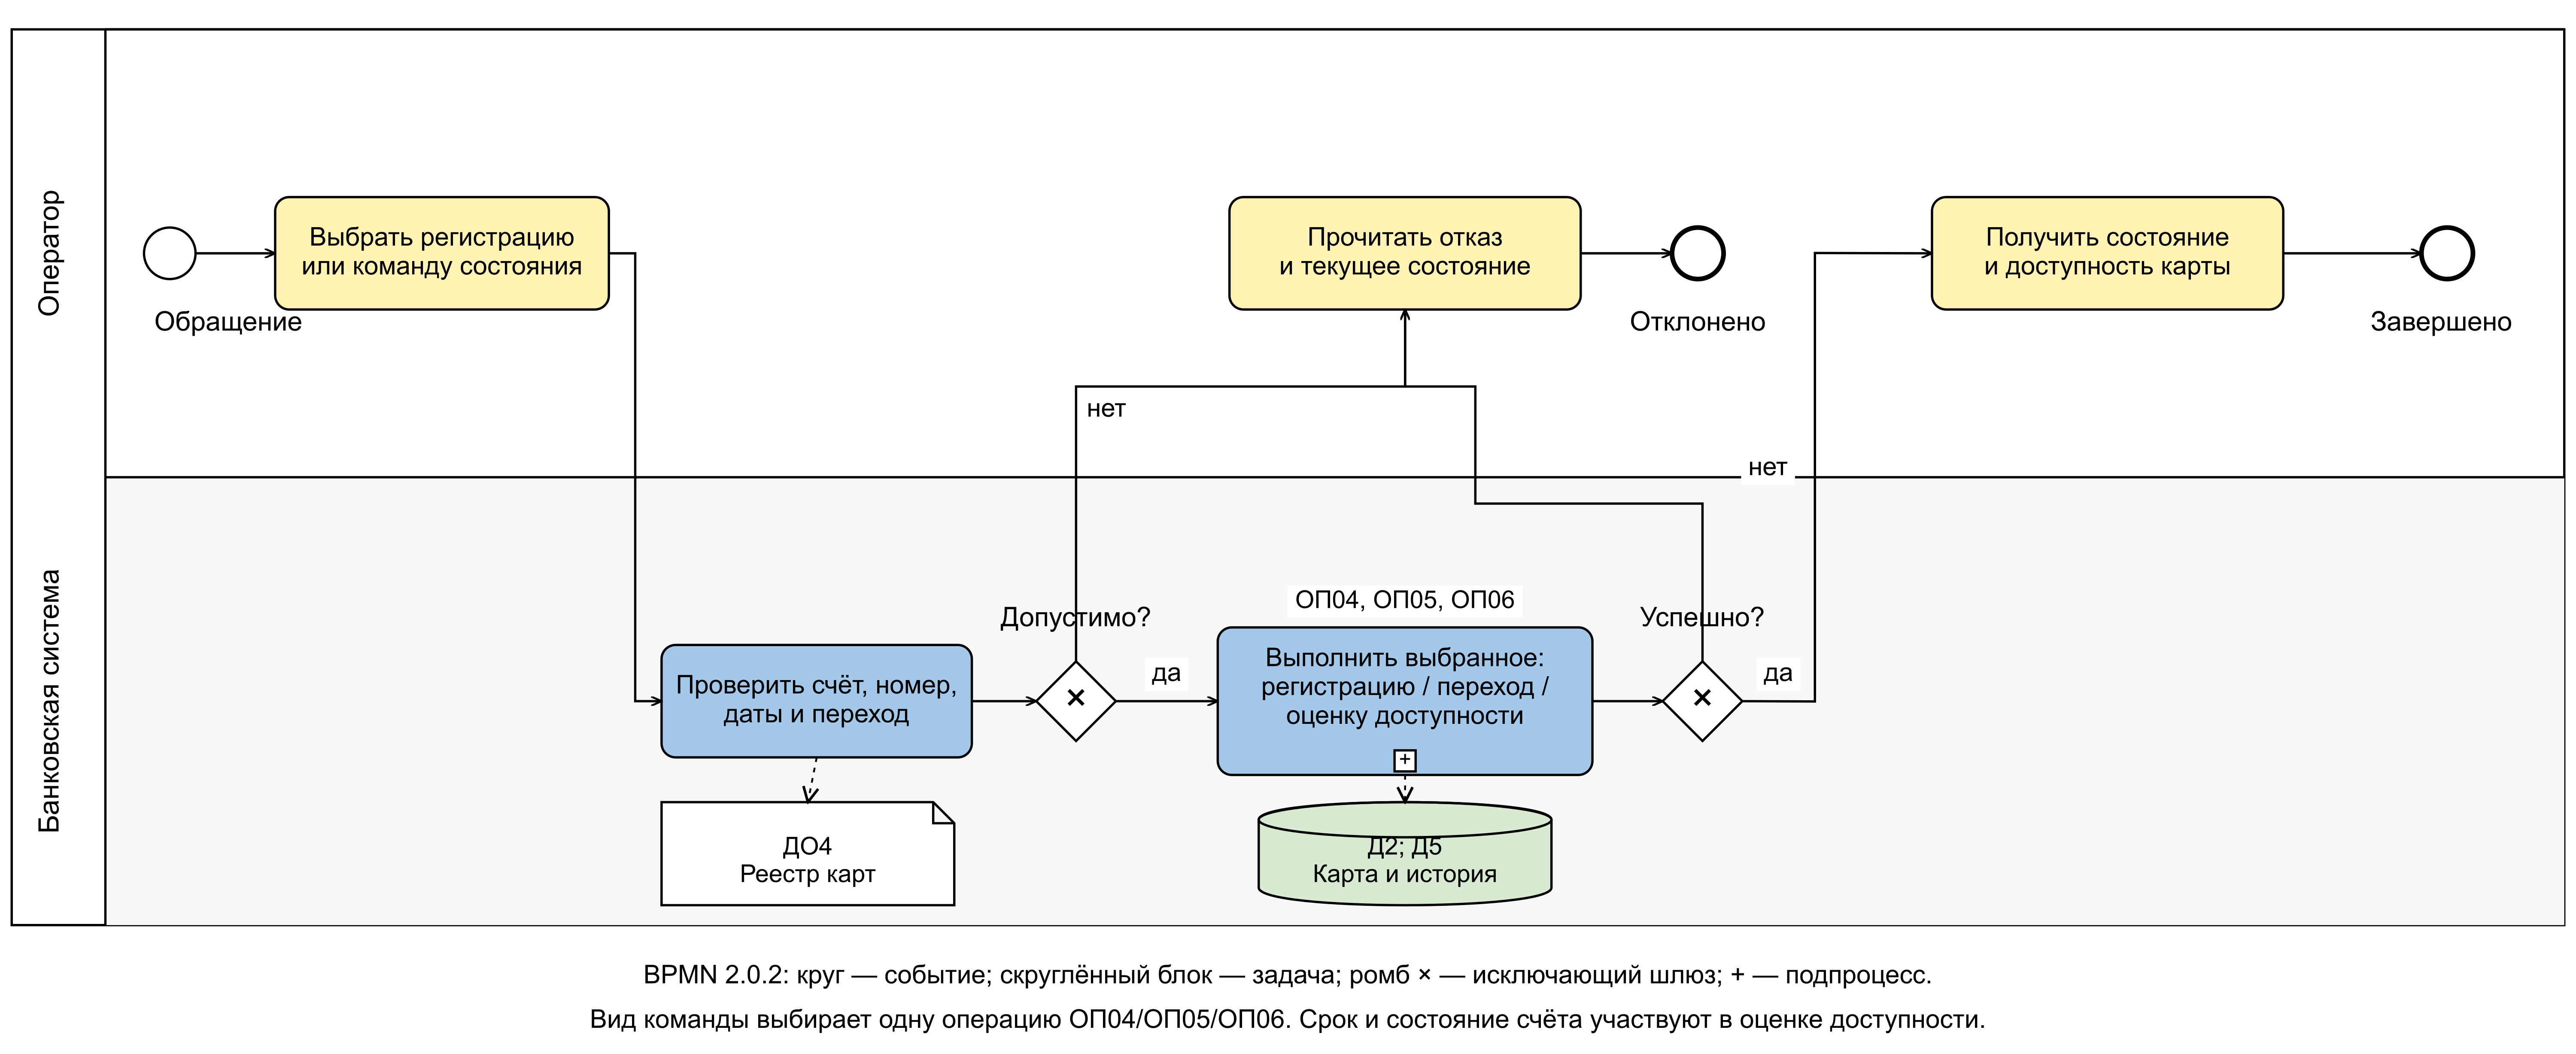 Оператор
Выбрать регистрацию
или команду состояния
Обращение
Прочитать отказ
и текущее состояние
Отклонено
Получить состояние
и доступность карты
Завершено
нет
нет
Банковская система
Проверить счёт, номер,
даты и переход
Допустимо?
да
ОП04, ОП05, ОП06
Выполнить выбранное:
регистрацию / переход /
оценку доступности
+
Успешно?
да
ДО4
Реестр карт
Д2; Д5
Карта и история
BPMN 2.0.2: круг — событие; скруглённый блок — задача; ромб × — исключающий шлюз; + — подпроцесс.
Вид команды выбирает одну операцию ОП04/ОП05/ОП06. Срок и состояние счёта участвуют в оценке доступности.